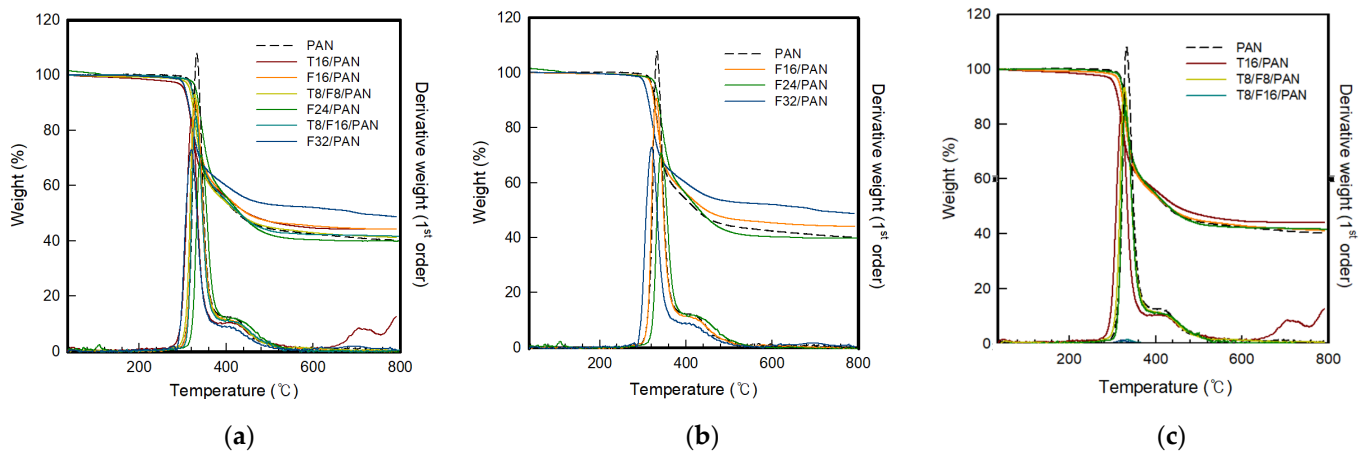 120
100
80
60
40
20
0
Weight (%)
200
400
600
800
Temperature (℃)
Derivative weight (1st order)
PAN
T16/PAN
F16/PAN
T8/F8/PAN
F24/PAN
T8/F16/PAN
F32/PAN
(a)
120
100
80
60
40
20
0
Weight (%)
200
400
600
800
Temperature (℃)
Derivative weight (1st order)
PAN
F16/PAN
F24/PAN
F32/PAN
(b)
120
100
80
60
40
20
0
Weight (%)
200
400
600
800
Temperature (℃)
Derivative weight (1st order)
PAN
T16/PAN
T8/F8/PAN
T8/F16/PAN
(c)